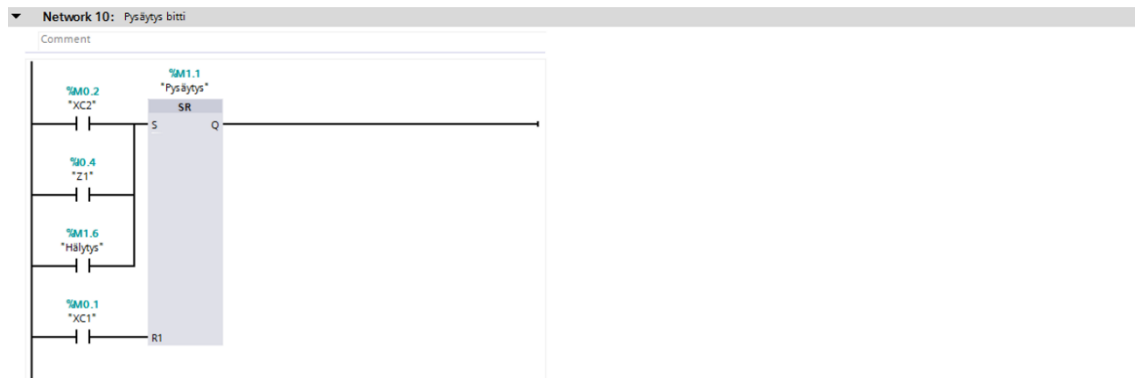 Network 10: Pysäytys bitti
Comment
%M1.1
"Pysäytys"
%M0.2
"XC2"
SR
S Q
%I0.4
"Z1"
%M1.6
"Hälytys"
%M0.1
"XC1"
R1